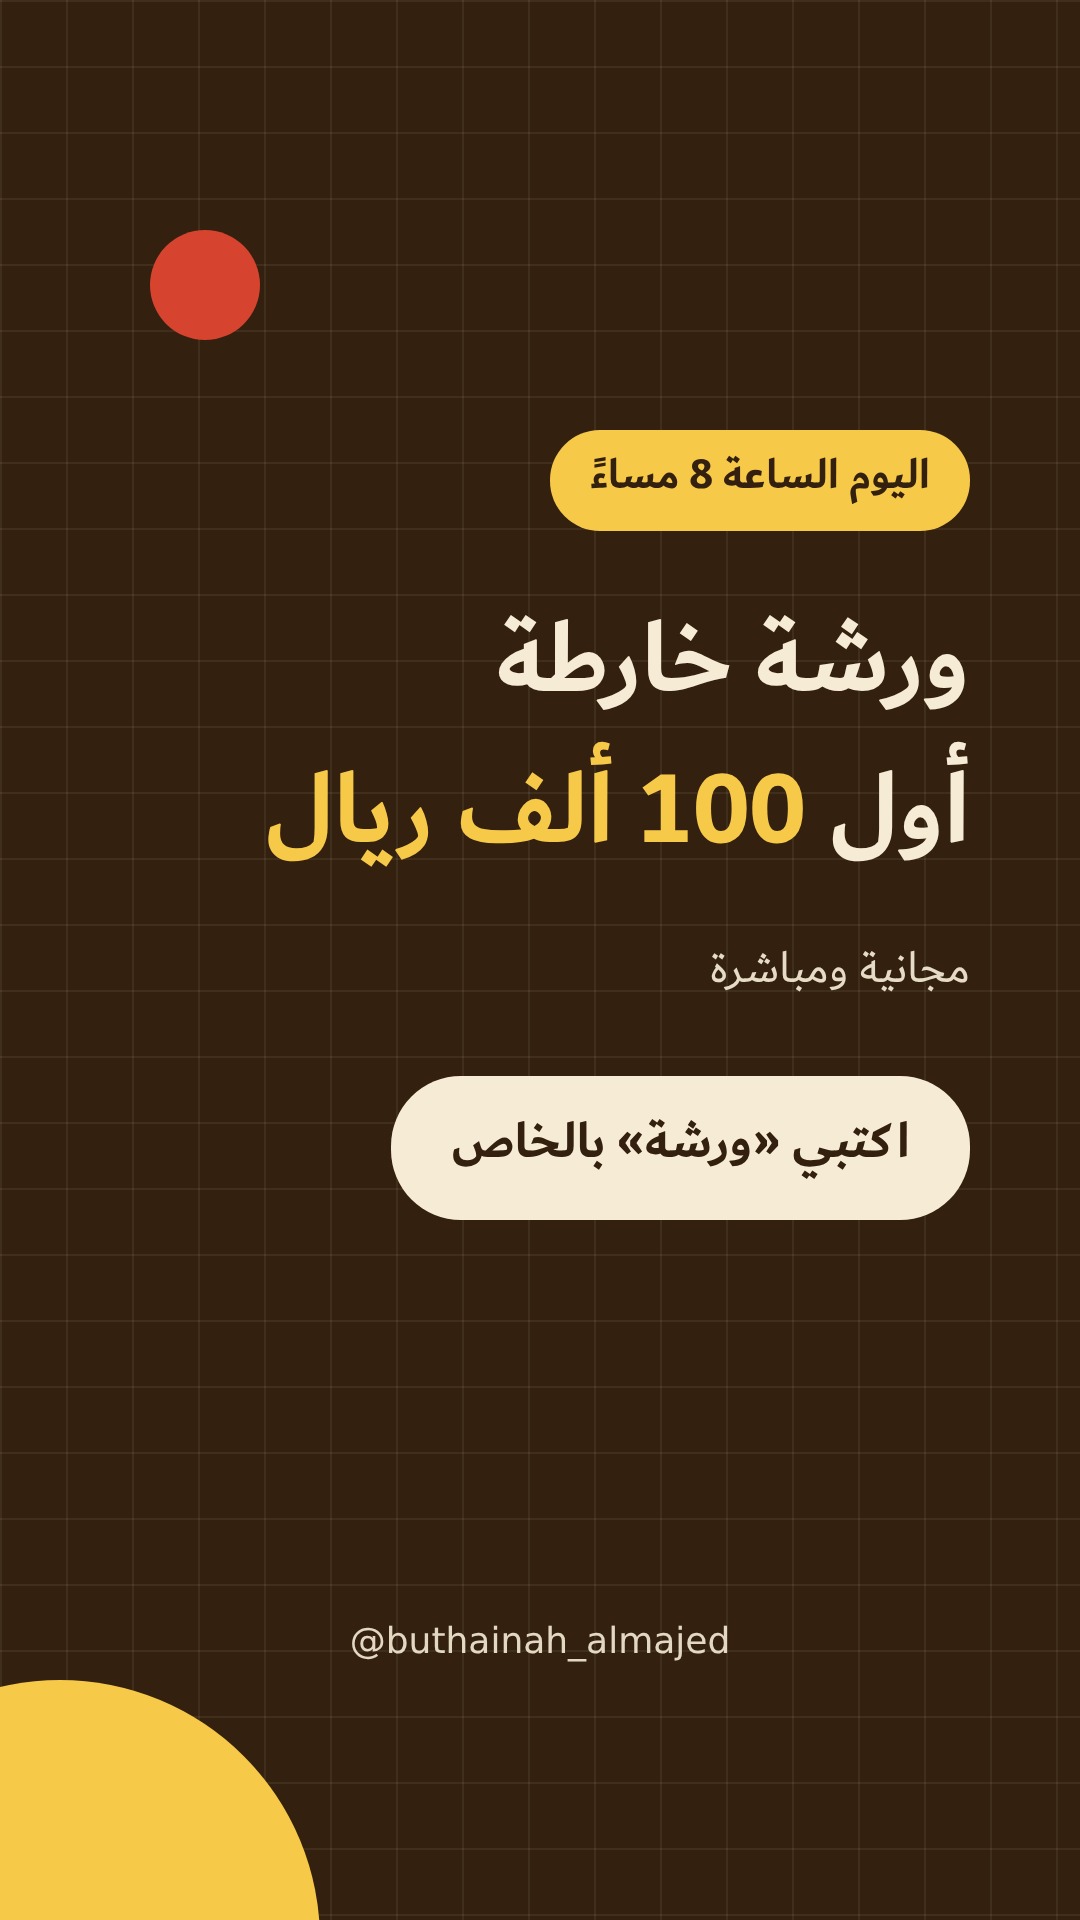 اليوم الساعة 8 مساءً
ورشة خارطة
أول 100 ألف ريال
مجانية ومباشرة
اكتبي «ورشة» بالخاص
@buthainah_almajed